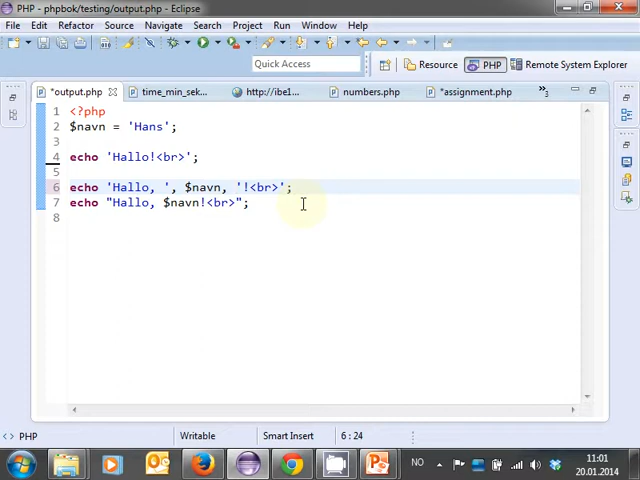 PHP - phpbok/testing/output.php - Eclipse
File Edit Refactor Source Navigate Search Project Run Window Help
Quick Access
Resource PHP Remote System Explorer
*output.php time_min_sek... http://ibe1... numbers.php *assignment.php »3
1 <?php
2 $navn = 'Hans';
3
4 echo 'Hallo!<br>';
5
6 echo 'Hallo, ', $navn, '!<br>';
7 echo "Hallo, $navn!<br>";
8
<> PHP Writable Smart Insert 6 : 24
NO 11:01
20.01.2014